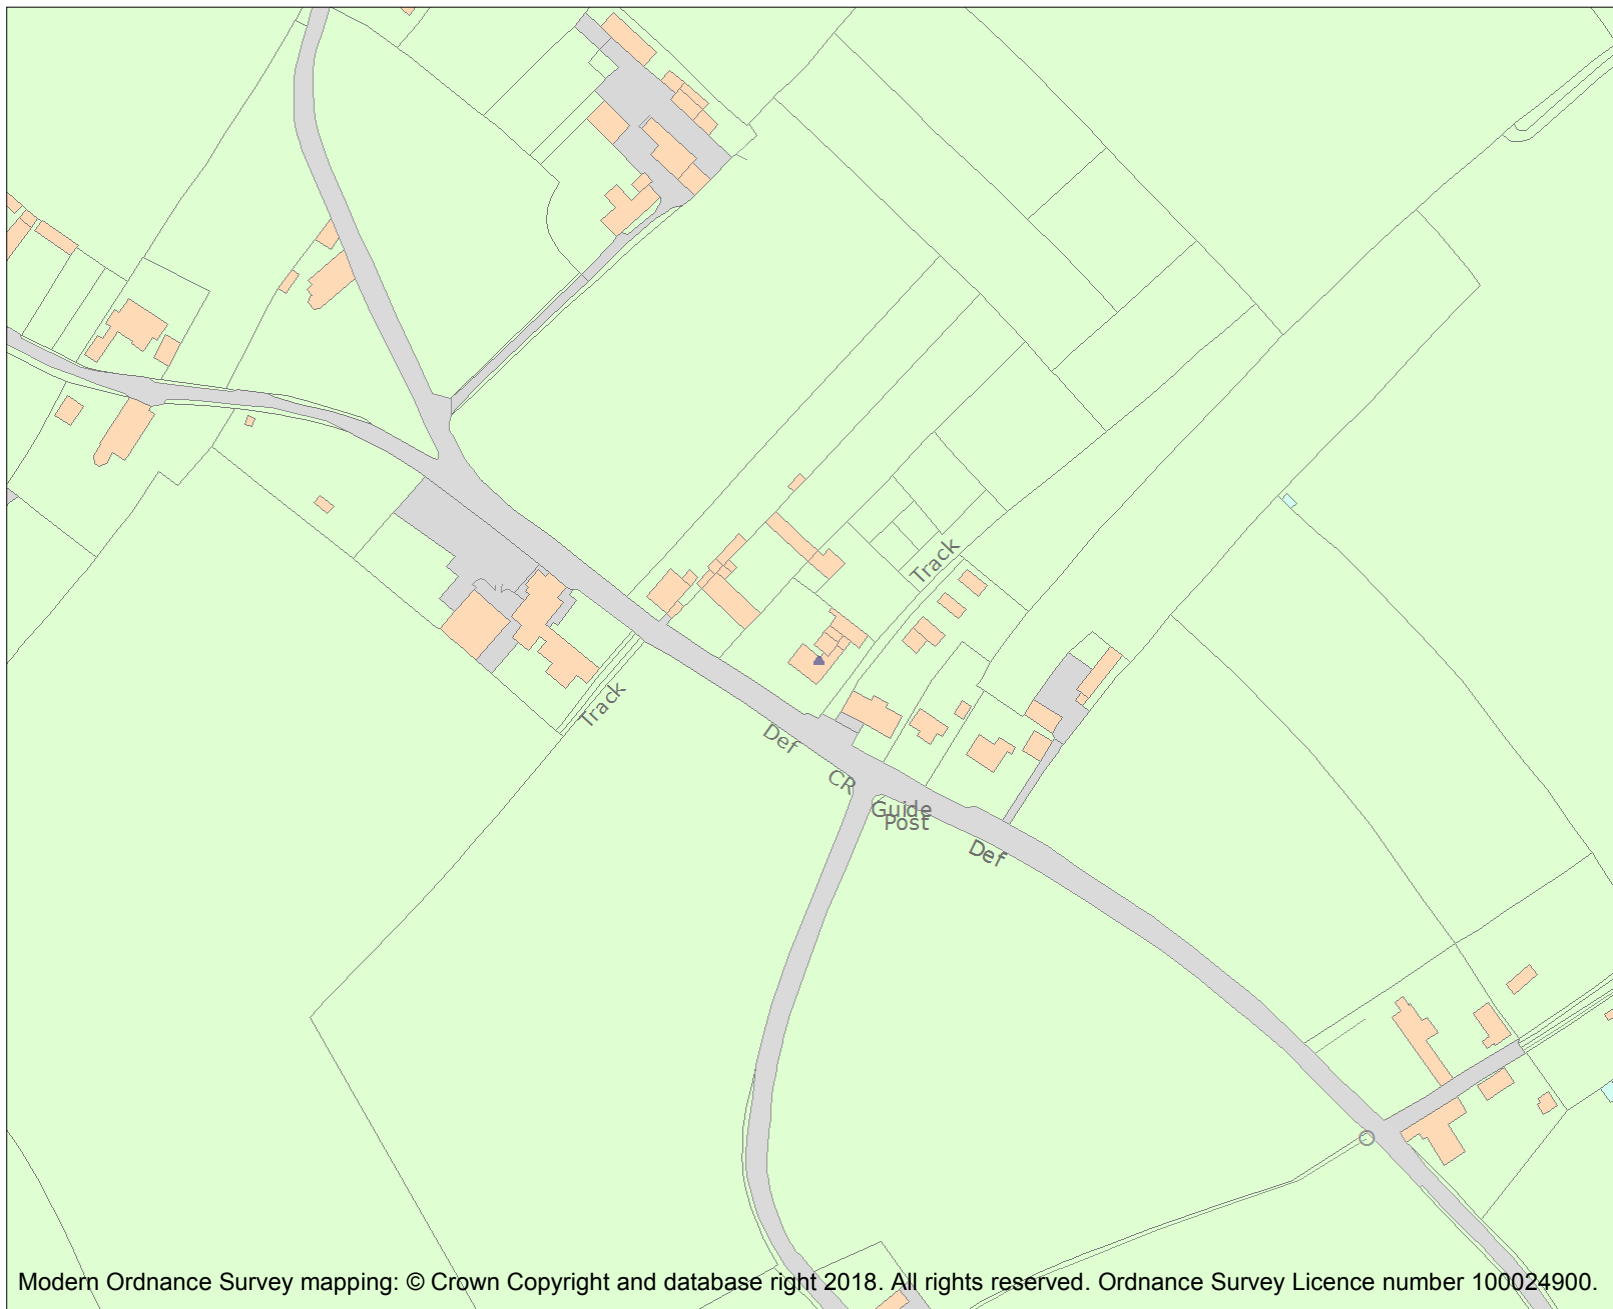 Track
Track
Def
CR
Guide
Post
Def
Modern Ordnance Survey mapping: © Crown Copyright and database right 2018. All rights reserved. Ordnance Survey Licence number 100024900.